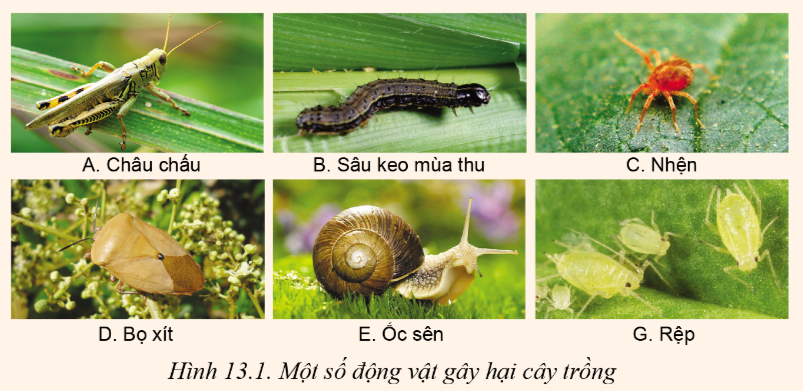 A. Châu chấu
B. Sâu keo mùa thu
C. Nhện
D. Bọ xít
E. Ốc sên
G. Rệp
Hình 13.1. Một số động vật gây hại cây trồng